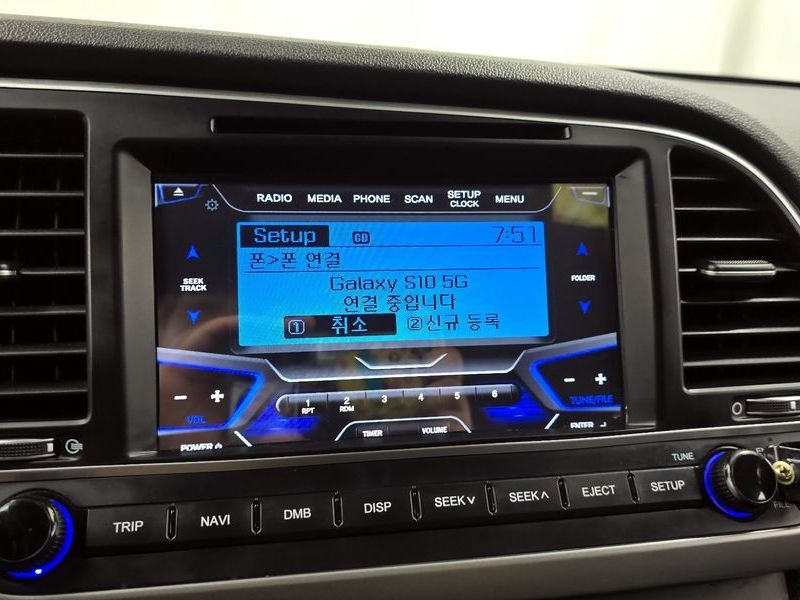 RADIO MEDIA PHONE SCAN SETUP CLOCK MENU
Setup CD 7:51
폰>폰 연결
Galaxy S10 5G
연결 중입니다
1 취소 2 신규 등록
SEEK TRACK
FOLDER
- + VOL
- + TUNE/FILE
1 RPT 2 RDM 3 4 5 6
POWER TIMER VOLUME ENTER
TUNE
TRIP NAVI DMB DISP SEEK∨ SEEK∧ EJECT SETUP